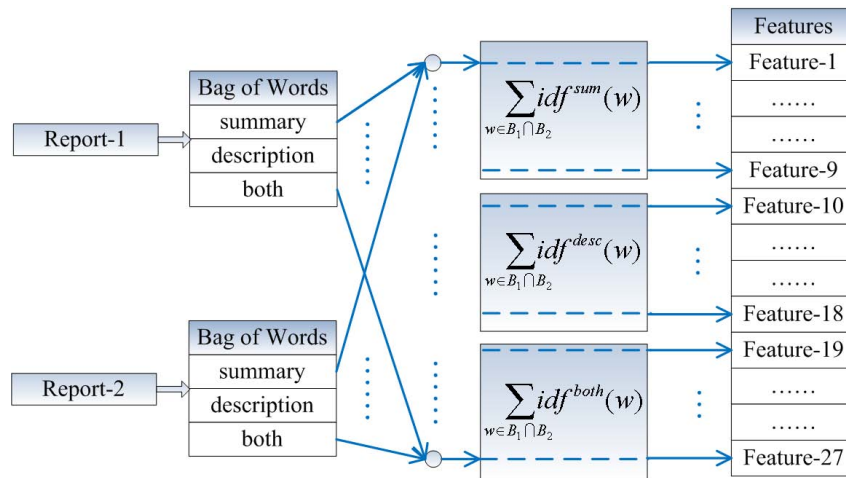 Report-1
Bag of Words
summary
description
both
Report-2
Bag of Words
summary
description
both
∑ idf^sum(w)
w∈B₁∩B₂
∑ idf^desc(w)
w∈B₁∩B₂
∑ idf^both(w)
w∈B₁∩B₂
Features
Feature-1
......
......
Feature-9
Feature-10
......
......
Feature-18
Feature-19
......
......
Feature-27